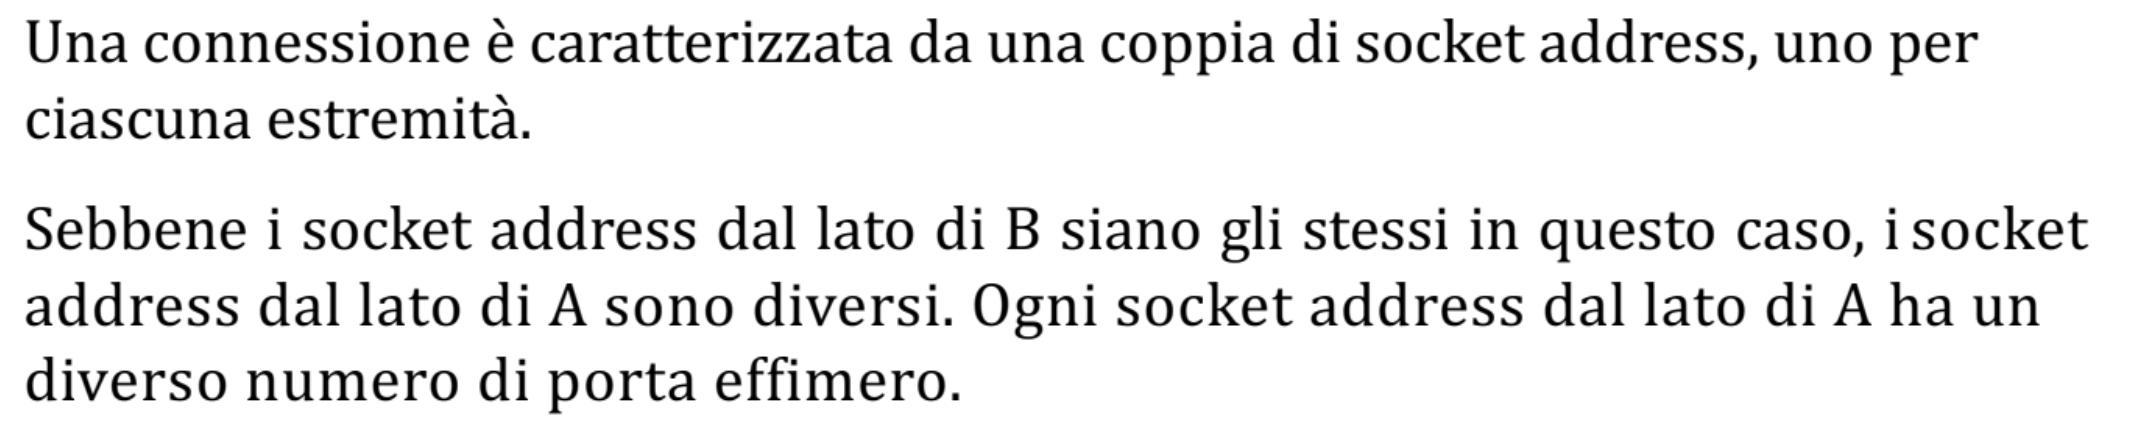 Una connessione è caratterizzata da una coppia di socket address, uno per
ciascuna estremità.
Sebbene i socket address dal lato di B siano gli stessi in questo caso, i socket
address dal lato di A sono diversi. Ogni socket address dal lato di A ha un
diverso numero di porta effimero.